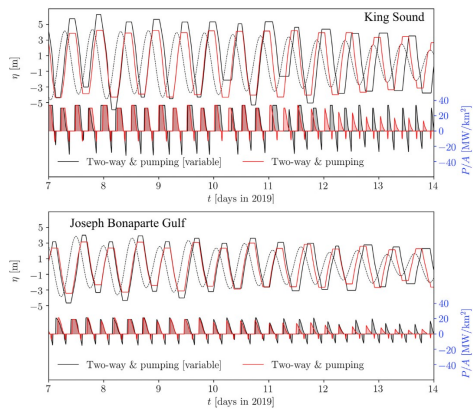 King Sound
7
5
3
1
−1
−3
−5
η [m]
40
20
0
−20
−40
P/A [MW/km²]
Two-way & pumping [variable]
Two-way & pumping
7 8 9 10 11 12 13 14
t [days in 2019]
Joseph Bonaparte Gulf
7
5
3
1
−1
−3
−5
η [m]
40
20
0
−20
−40
P/A [MW/km²]
Two-way & pumping [variable]
Two-way & pumping
7 8 9 10 11 12 13 14
t [days in 2019]